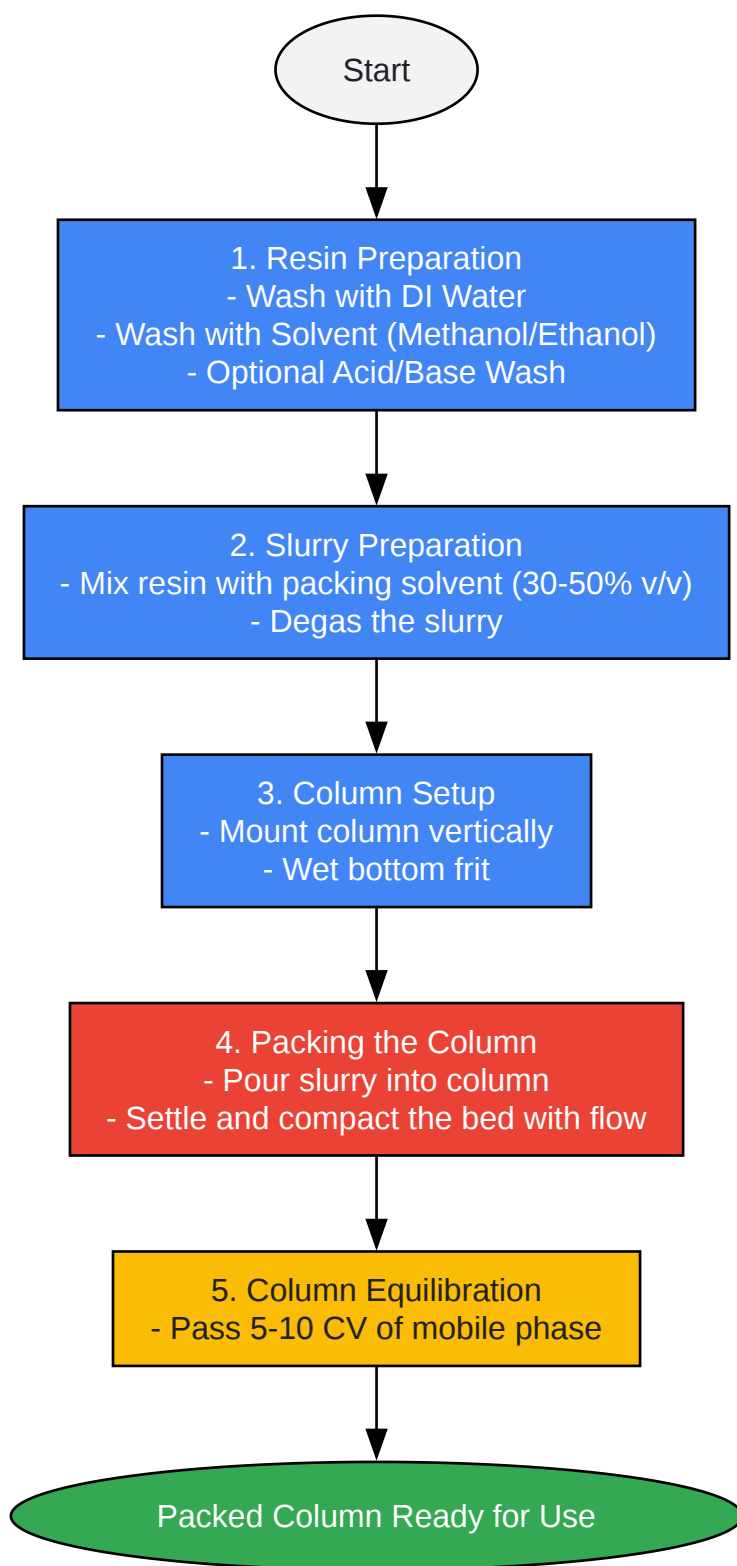 Start
1. Resin Preparation
- Wash with DI Water
- Wash with Solvent (Methanol/Ethanol)
- Optional Acid/Base Wash
2. Slurry Preparation
- Mix resin with packing solvent (30-50% v/v)
- Degas the slurry
3. Column Setup
- Mount column vertically
- Wet bottom frit
4. Packing the Column
- Pour slurry into column
- Settle and compact the bed with flow
5. Column Equilibration
- Pass 5-10 CV of mobile phase
Packed Column Ready for Use